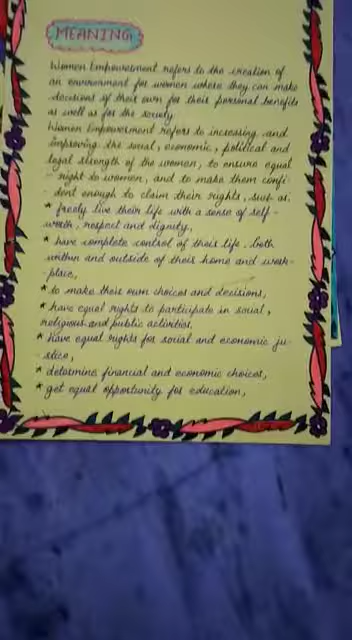 MEANING
Women Empowerment refers to the creation of
an environment for women where they can make
decisions of their own for their personal benefits
as well as for the society.
Women Empowerment refers to increasing and
improving the social, economic, political and
legal strength of the women, to ensure equal
- right to women, and to make them confi-
- dent enough to claim their rights, such as:
* freely live their life with a sense of self-
worth, respect and dignity,
* have complete control of their life, both
within and outside of their home and work-
place,
* to make their own choices and decisions,
* have equal rights to participate in social,
religious and public activities,
* have equal rights for social and economic ju-
- stice,
* determine financial and economic choices,
* get equal opportunity for education,